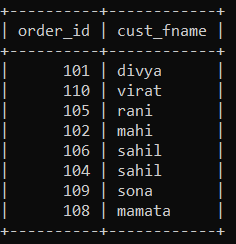 +----------+-------------+
| order_id | cust_fname |
+----------+-------------+
| 101 | divya |
| 110 | virat |
| 105 | rani |
| 102 | mahi |
| 106 | sahil |
| 104 | sahil |
| 109 | sona |
| 108 | mamata |
+----------+-------------+